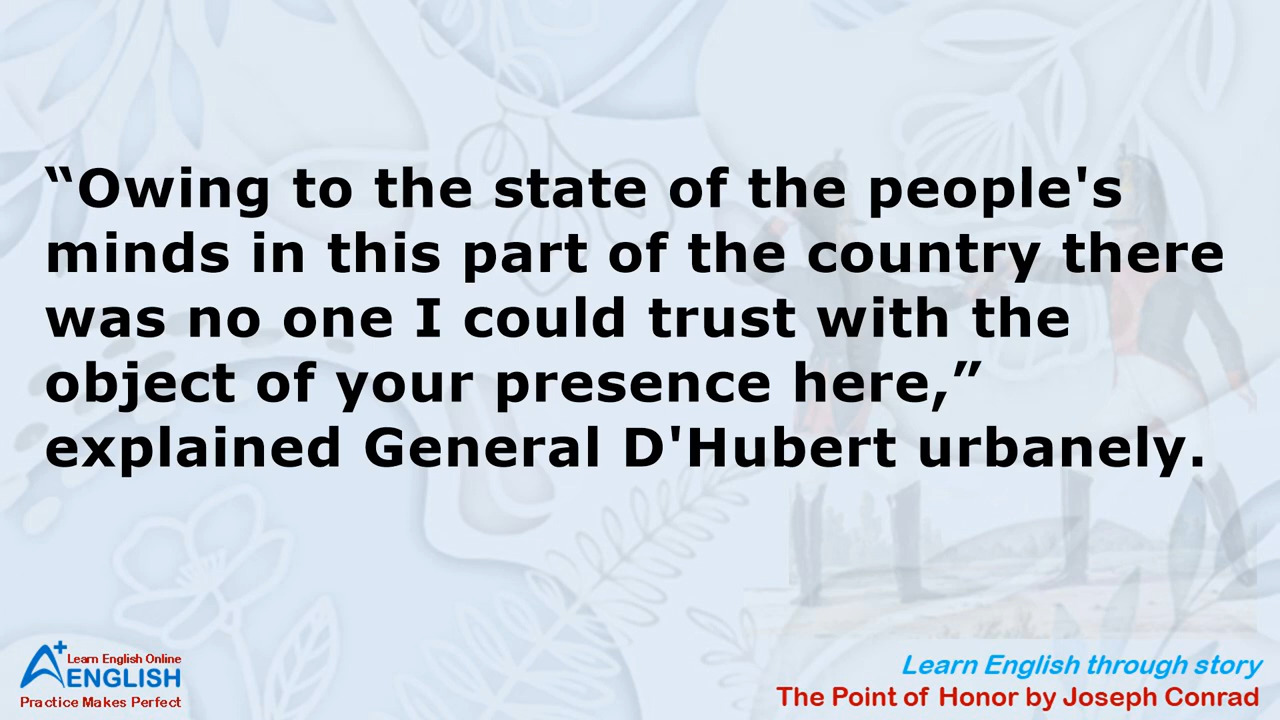 “Owing to the state of the people's
minds in this part of the country there
was no one I could trust with the
object of your presence here,”
explained General D'Hubert urbanely.
A+
Learn English Online
ENGLISH
Practice Makes Perfect
Learn English through story
The Point of Honor by Joseph Conrad